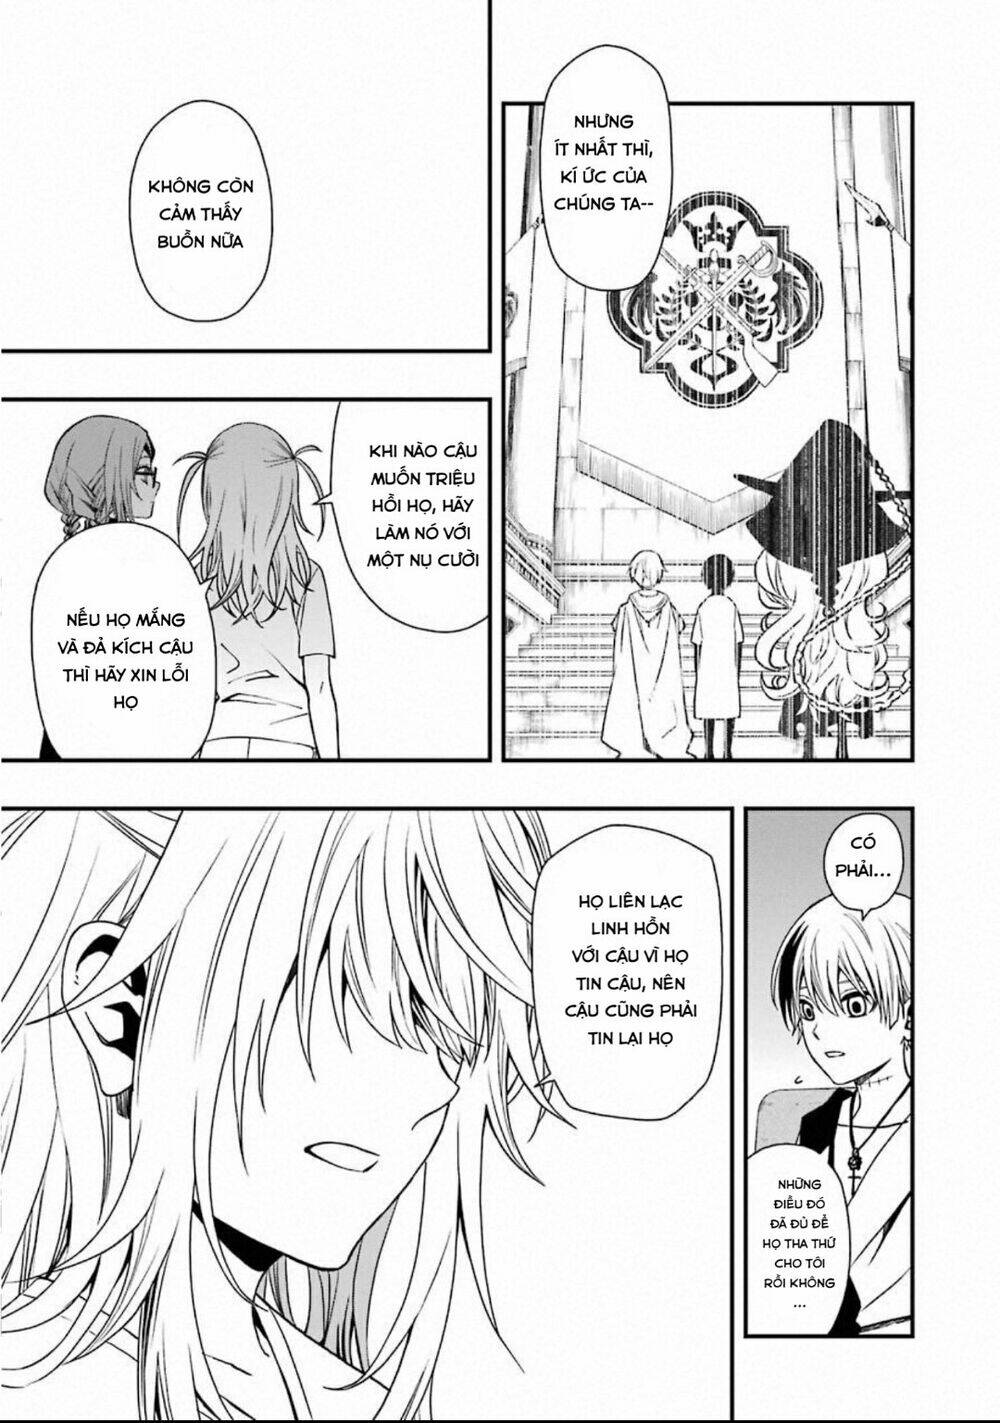 NHƯNG
ÍT NHẤT THÌ,
KÍ ỨC CỦA
CHÚNG TA--
KHÔNG CÒN
CẢM THẤY
BUỒN NỮA
KHI NÀO CẬU
MUỐN TRIỆU
HỒI HỌ, HÃY
LÀM NÓ VỚI
MỘT NỤ CƯỜI
NẾU HỌ MẮNG
VÀ ĐẢ KÍCH CẬU
THÌ HÃY XIN LỖI
HỌ
CÓ
PHẢI...
NHỮNG
ĐIỀU ĐÓ
ĐÃ ĐỦ ĐỂ
HỌ THA THỨ
CHO TÔI
RỒI KHÔNG
...
HỌ LIÊN LẠC
LINH HỒN
VỚI CẬU VÌ HỌ
TIN CẬU, NÊN
CẬU CŨNG PHẢI
TIN LẠI HỌ